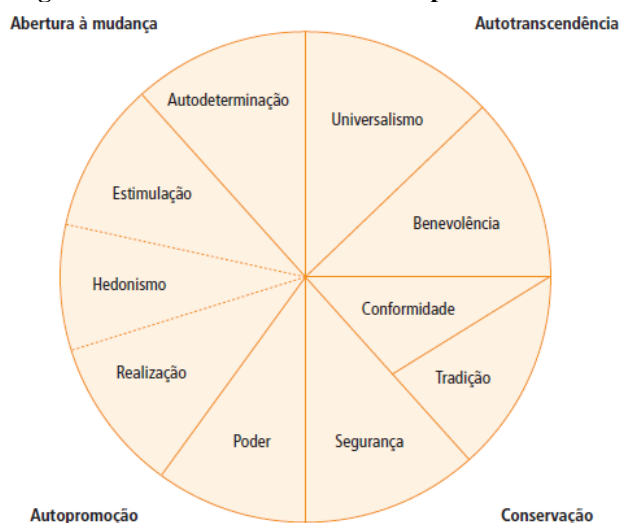 Abertura à mudança
Autotranscendência
Autodeterminação
Universalismo
Estimulação
Benevolência
Hedonismo
Conformidade
Realização
Tradição
Poder
Segurança
Autopromoção
Conservação